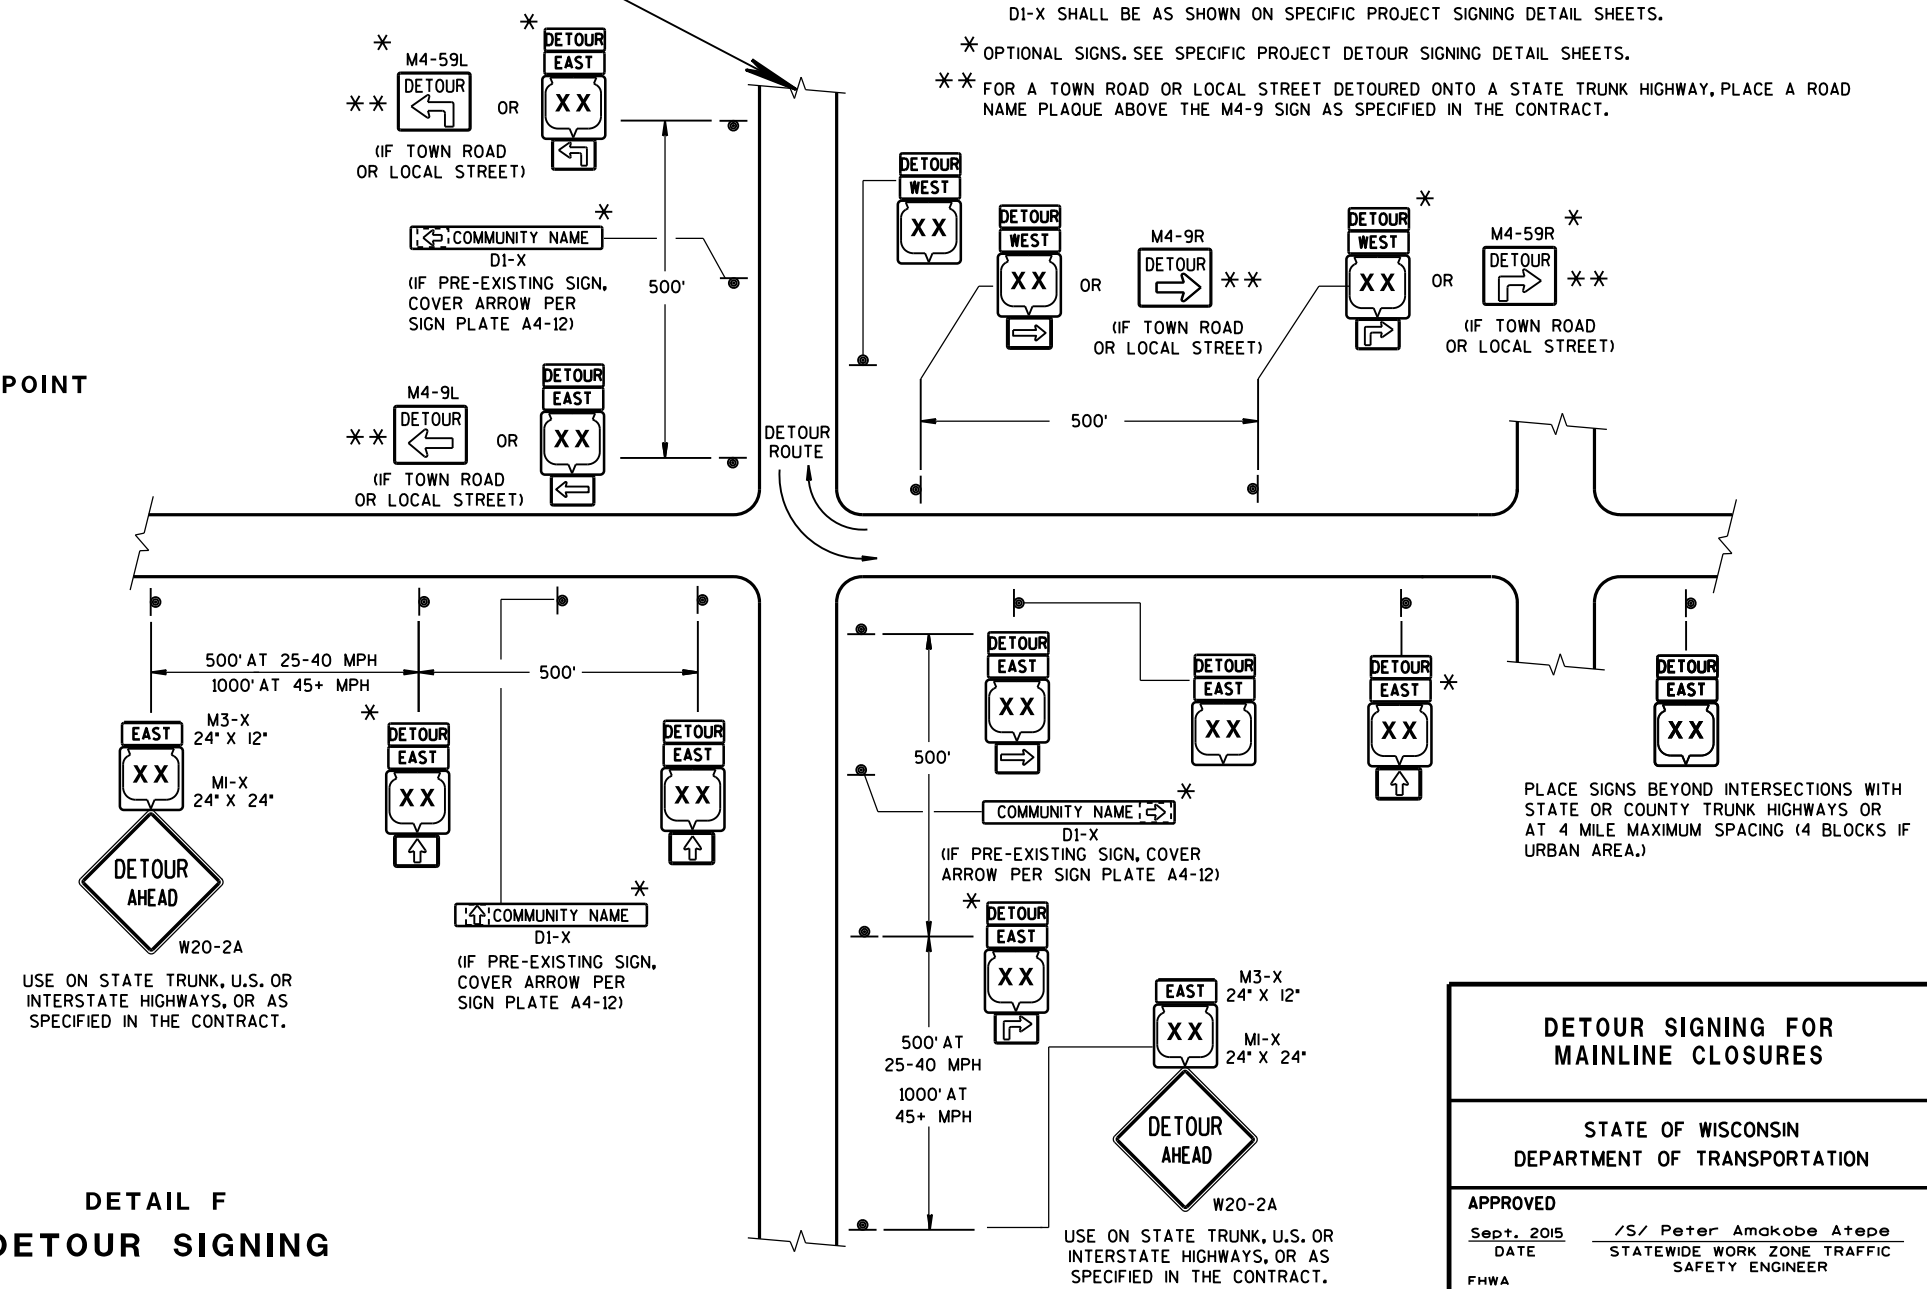 D1-X SHALL BE AS SHOWN ON SPECIFIC PROJECT SIGNING DETAIL SHEETS.
* OPTIONAL SIGNS. SEE SPECIFIC PROJECT DETOUR SIGNING DETAIL SHEETS.
** FOR A TOWN ROAD OR LOCAL STREET DETOURED ONTO A STATE TRUNK HIGHWAY, PLACE A ROAD
NAME PLAQUE ABOVE THE M4-9 SIGN AS SPECIFIED IN THE CONTRACT.
*
M4-59L
**
DETOUR
OR
*
DETOUR
EAST
XX
(IF TOWN ROAD
OR LOCAL STREET)
*
COMMUNITY NAME
D1-X
(IF PRE-EXISTING SIGN,
COVER ARROW PER
SIGN PLATE A4-12)
500'
POINT
M4-9L
**
DETOUR
OR
DETOUR
EAST
XX
(IF TOWN ROAD
OR LOCAL STREET)
DETOUR
ROUTE
DETOUR
WEST
XX
DETOUR
WEST
XX
OR
M4-9R
DETOUR
**
(IF TOWN ROAD
OR LOCAL STREET)
*
DETOUR
WEST
XX
OR
*
M4-59R
DETOUR
**
(IF TOWN ROAD
OR LOCAL STREET)
500'
500' AT 25-40 MPH
1000' AT 45+ MPH
500'
EAST
M3-X
24" X 12"
XX
M1-X
24" X 24"
DETOUR
AHEAD
W20-2A
USE ON STATE TRUNK, U.S. OR
INTERSTATE HIGHWAYS, OR AS
SPECIFIED IN THE CONTRACT.
*
DETOUR
EAST
XX
*
COMMUNITY NAME
D1-X
(IF PRE-EXISTING SIGN,
COVER ARROW PER
SIGN PLATE A4-12)
DETOUR
EAST
XX
500'
DETOUR
EAST
XX
DETOUR
EAST
XX
DETOUR
EAST
*
XX
DETOUR
EAST
XX
PLACE SIGNS BEYOND INTERSECTIONS WITH
STATE OR COUNTY TRUNK HIGHWAYS OR
AT 4 MILE MAXIMUM SPACING (4 BLOCKS IF
URBAN AREA.)
*
COMMUNITY NAME
D1-X
(IF PRE-EXISTING SIGN, COVER
ARROW PER SIGN PLATE A4-12)
*
DETOUR
EAST
XX
500' AT
25-40 MPH
1000' AT
45+ MPH
EAST
M3-X
24" X 12"
XX
M1-X
24" X 24"
DETOUR
AHEAD
W20-2A
USE ON STATE TRUNK, U.S. OR
INTERSTATE HIGHWAYS, OR AS
SPECIFIED IN THE CONTRACT.
DETAIL F
DETOUR SIGNING
DETOUR SIGNING FOR
MAINLINE CLOSURES
STATE OF WISCONSIN
DEPARTMENT OF TRANSPORTATION
APPROVED
Sept. 2015
DATE
/S/ Peter Amakobe Atepe
STATEWIDE WORK ZONE TRAFFIC
SAFETY ENGINEER
FHWA